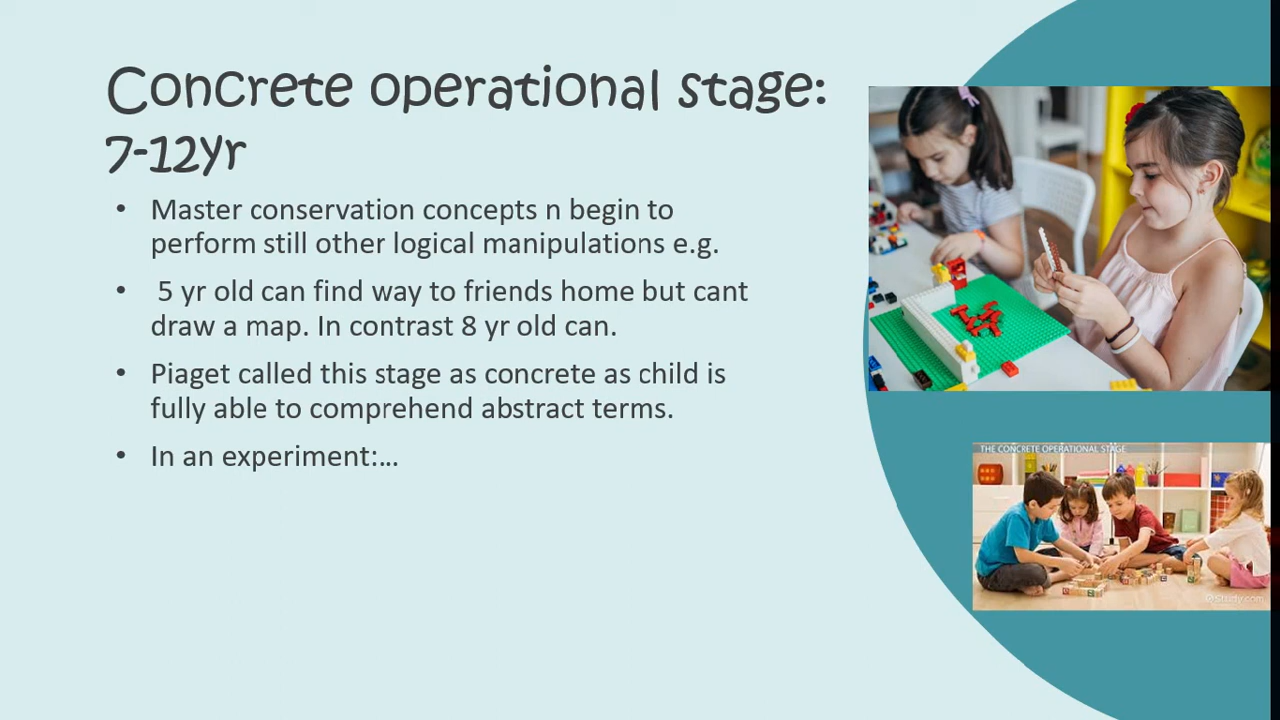 Concrete operational stage:
7-12yr
• Master conservation concepts n begin to
perform still other logical manipulations e.g.
• 5 yr old can find way to friends home but cant
draw a map. In contrast 8 yr old can.
• Piaget called this stage as concrete as child is
fully able to comprehend abstract terms.
• In an experiment:...
THE CONCRETE OPERATIONAL STAGE
Study.com